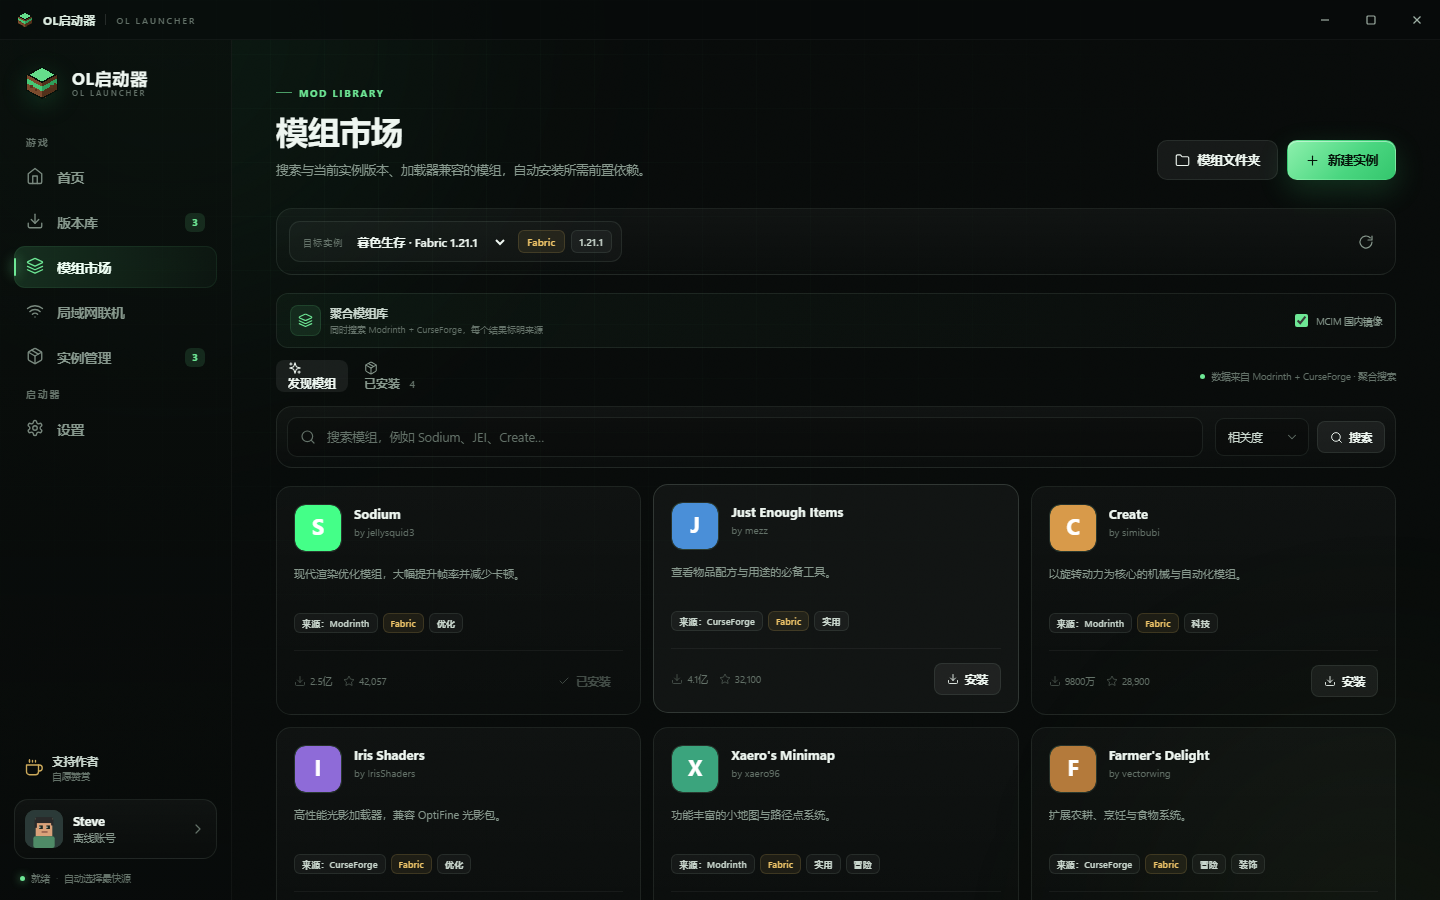 OL启动器 OL LAUNCHER
OL启动器
OL LAUNCHER
游戏
首页
版本库 3
模组市场
局域网联机
实例管理 3
启动器
设置
支持作者
自愿赞赏
Steve
离线账号
就绪 · 自动选择最快源
MOD LIBRARY
模组市场
搜索与当前实例版本、加载器兼容的模组，自动安装所需前置依赖。
模组文件夹
新建实例
目标实例 暮色生存 · Fabric 1.21.1 Fabric 1.21.1
聚合模组库
同时搜索 Modrinth + CurseForge，每个结果标明来源
MCIM 国内镜像
发现模组
已安装 4
数据来自 Modrinth + CurseForge · 聚合搜索
搜索模组，例如 Sodium、JEI、Create...
相关度
搜索
S
Sodium
by jellysquid3
现代渲染优化模组，大幅提升帧率并减少卡顿。
来源：Modrinth Fabric 优化
2.5亿 42,057 已安装
J
Just Enough Items
by mezz
查看物品配方与用途的必备工具。
来源：CurseForge Fabric 实用
4.1亿 32,100 安装
C
Create
by simibubi
以旋转动力为核心的机械与自动化模组。
来源：Modrinth Fabric 科技
9800万 28,900 安装
I
Iris Shaders
by IrisShaders
高性能光影加载器，兼容 OptiFine 光影包。
来源：CurseForge Fabric 优化
X
Xaero's Minimap
by xaero96
功能丰富的小地图与路径点系统。
来源：Modrinth Fabric 实用 冒险
F
Farmer's Delight
by vectorwing
扩展农耕、烹饪与食物系统。
来源：CurseForge Fabric 冒险 装饰